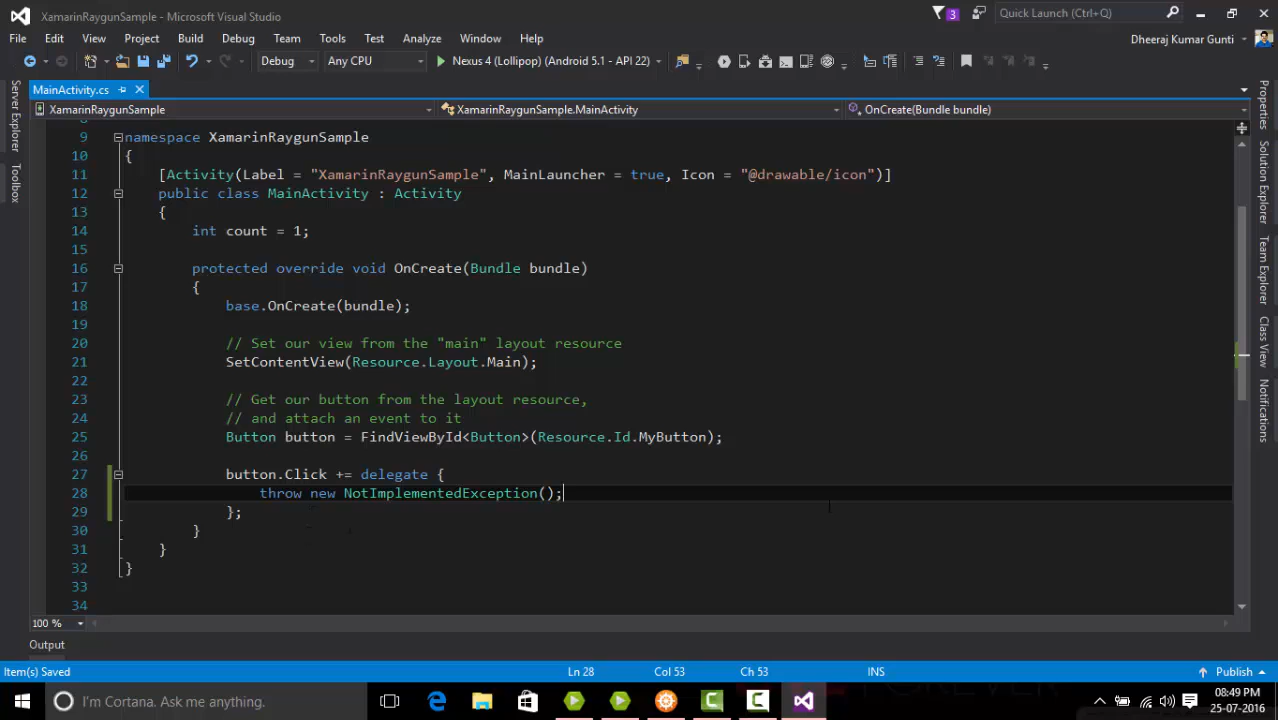 XamarinRaygunSample - Microsoft Visual Studio
3
Quick Launch (Ctrl+Q)
File Edit View Project Build Debug Team Tools Test Analyze Window Help
Dheeraj Kumar Gunti
Debug Any CPU Nexus 4 (Lollipop) (Android 5.1 - API 22)
MainActivity.cs
XamarinRaygunSample XamarinRaygunSample.MainActivity OnCreate(Bundle bundle)
Server Explorer
Toolbox
Properties
Solution Explorer
Team Explorer
Class View
Notifications
9 namespace XamarinRaygunSample
10 {
11 [Activity(Label = "XamarinRaygunSample", MainLauncher = true, Icon = "@drawable/icon")]
12 public class MainActivity : Activity
13 {
14 int count = 1;
15
16 protected override void OnCreate(Bundle bundle)
17 {
18 base.OnCreate(bundle);
19
20 // Set our view from the "main" layout resource
21 SetContentView(Resource.Layout.Main);
22
23 // Get our button from the layout resource,
24 // and attach an event to it
25 Button button = FindViewById<Button>(Resource.Id.MyButton);
26
27 button.Click += delegate {
28 throw new NotImplementedException();
29 };
30 }
31 }
32 }
33
34
100 %
Output
Item(s) Saved Ln 28 Col 53 Ch 53 INS Publish
I'm Cortana. Ask me anything.
08:49 PM
25-07-2016